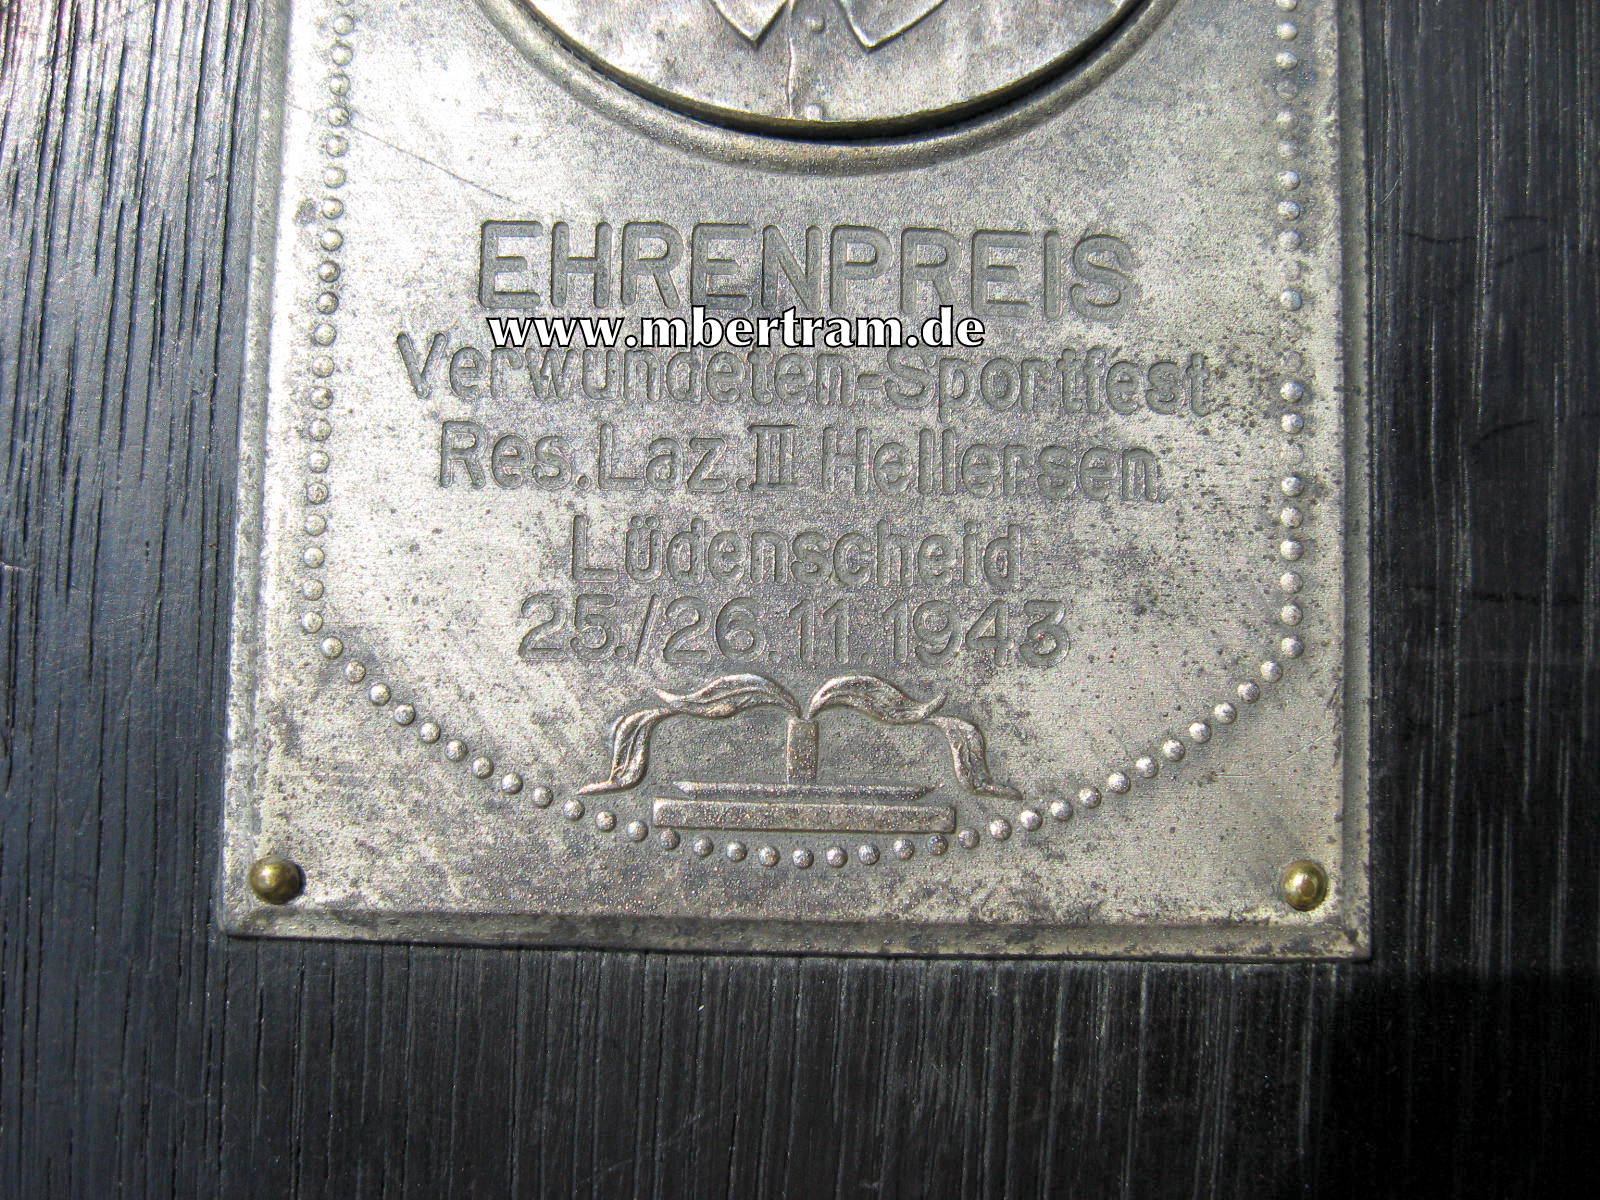 EHRENPREIS
www.mbertram.de
Verwundeten-Sportfest
Res.Laz.III Hellersen
Lüdenscheid
25./26.11.1943